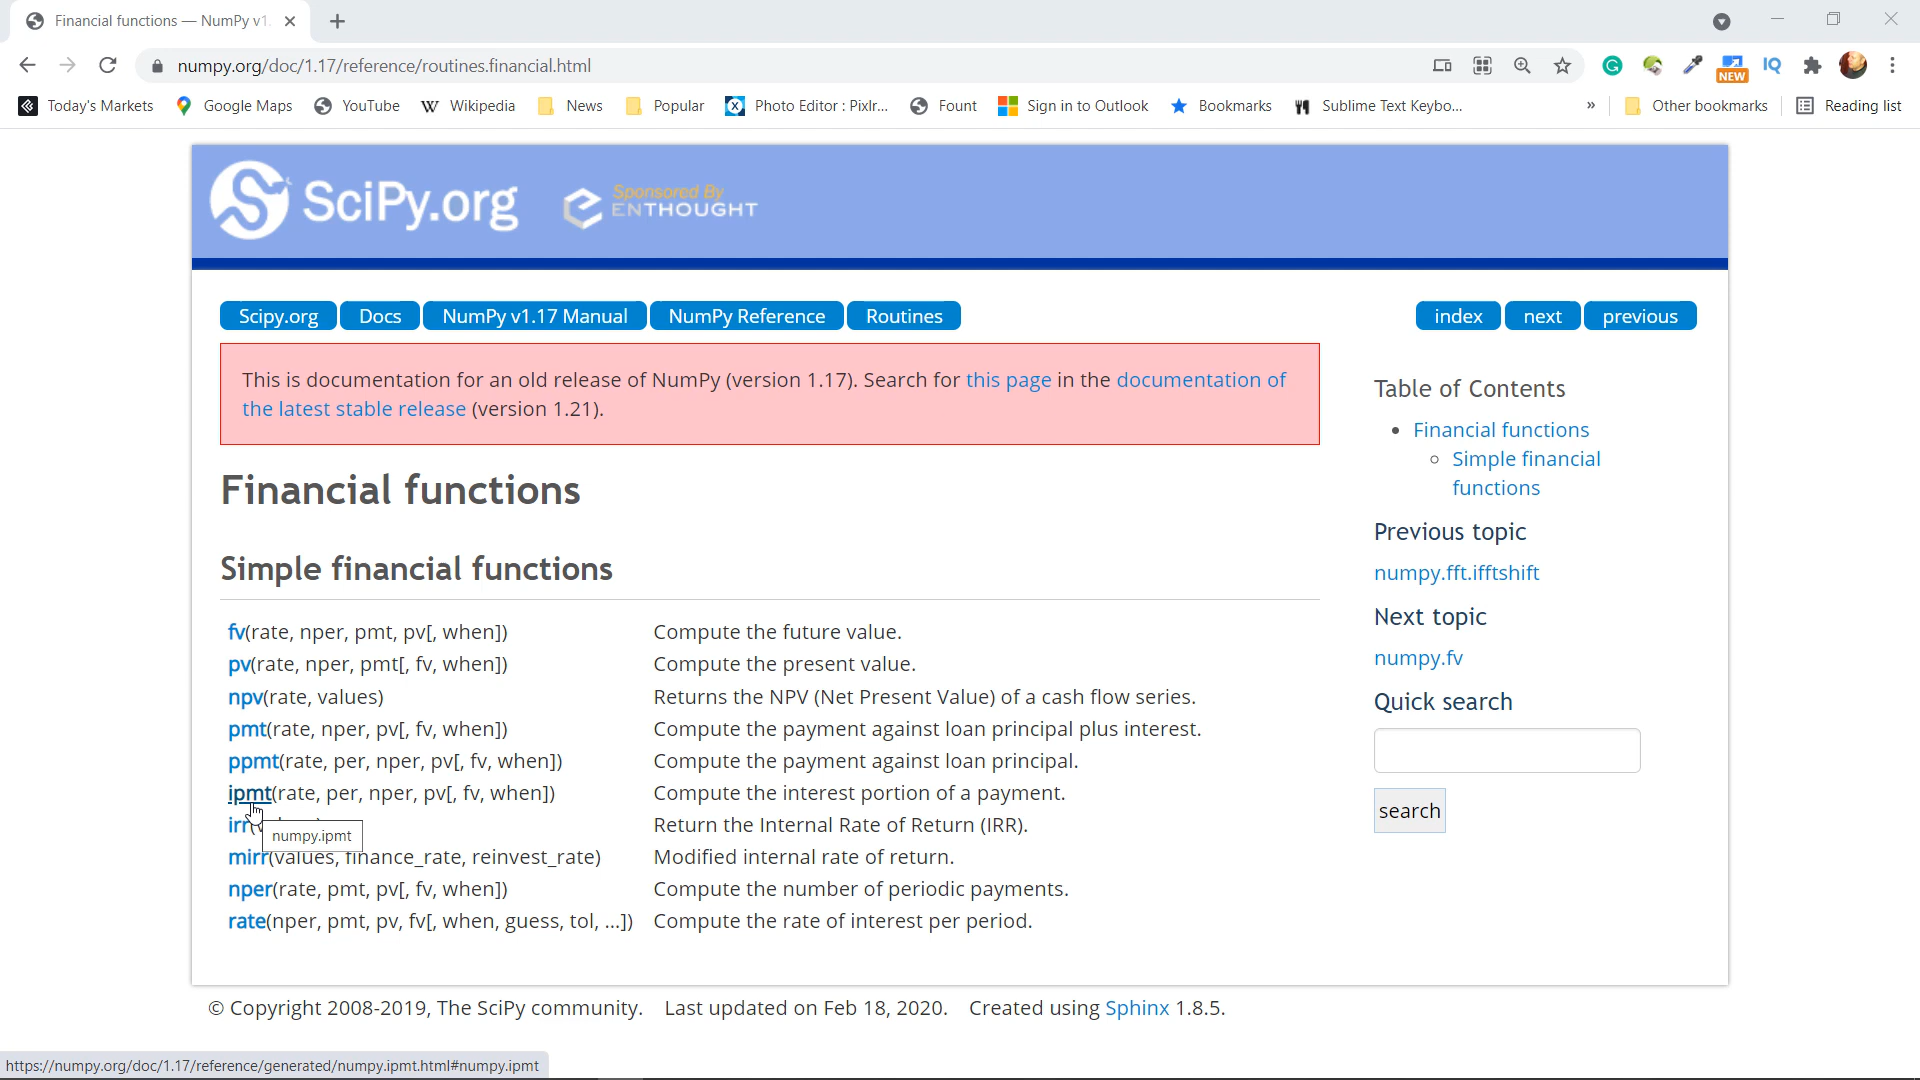 Financial functions — NumPy v1.
numpy.org/doc/1.17/reference/routines.financial.html
NEW
IQ
Today's Markets Google Maps YouTube Wikipedia News Popular Photo Editor : Pixlr... Fount Sign in to Outlook Bookmarks Sublime Text Keybo... » Other bookmarks Reading list
SciPy.org
Sponsored By
ENTHOUGHT
Scipy.org Docs NumPy v1.17 Manual NumPy Reference Routines index next previous
This is documentation for an old release of NumPy (version 1.17). Search for this page in the documentation of
the latest stable release (version 1.21).
Financial functions
Simple financial functions
fv(rate, nper, pmt, pv[, when]) Compute the future value.
pv(rate, nper, pmt[, fv, when]) Compute the present value.
npv(rate, values) Returns the NPV (Net Present Value) of a cash flow series.
pmt(rate, nper, pv[, fv, when]) Compute the payment against loan principal plus interest.
ppmt(rate, per, nper, pv[, fv, when]) Compute the payment against loan principal.
ipmt(rate, per, nper, pv[, fv, when]) Compute the interest portion of a payment.
irr Return the Internal Rate of Return (IRR).
numpy.ipmt
mirr(values, finance_rate, reinvest_rate) Modified internal rate of return.
nper(rate, pmt, pv[, fv, when]) Compute the number of periodic payments.
rate(nper, pmt, pv, fv[, when, guess, tol, ...]) Compute the rate of interest per period.
Table of Contents
Financial functions
Simple financial
functions
Previous topic
numpy.fft.ifftshift
Next topic
numpy.fv
Quick search
search
© Copyright 2008-2019, The SciPy community. Last updated on Feb 18, 2020. Created using Sphinx 1.8.5.
https://numpy.org/doc/1.17/reference/generated/numpy.ipmt.html#numpy.ipmt